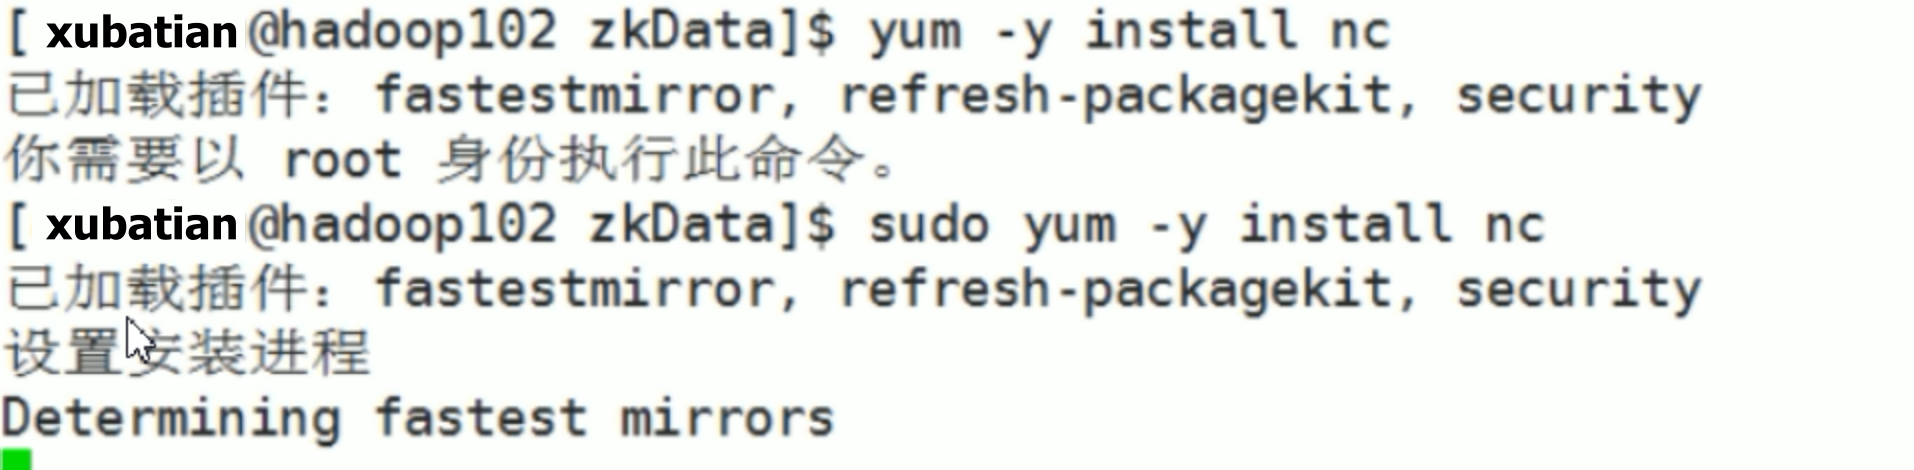 [ xubatian@hadoop102 zkData]$ yum -y install nc
已加载插件：fastestmirror, refresh-packagekit, security
你需要以 root 身份执行此命令。
[ xubatian@hadoop102 zkData]$ sudo yum -y install nc
已加载插件：fastestmirror, refresh-packagekit, security
设置安装进程
Determining fastest mirrors